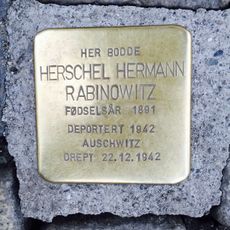 HER BODDE
HERSCHEL HERMANN
RABINOWITZ
FØDSELSÅR 1891
DEPORTERT 1942
AUSCHWITZ
DREPT 22.12.1942